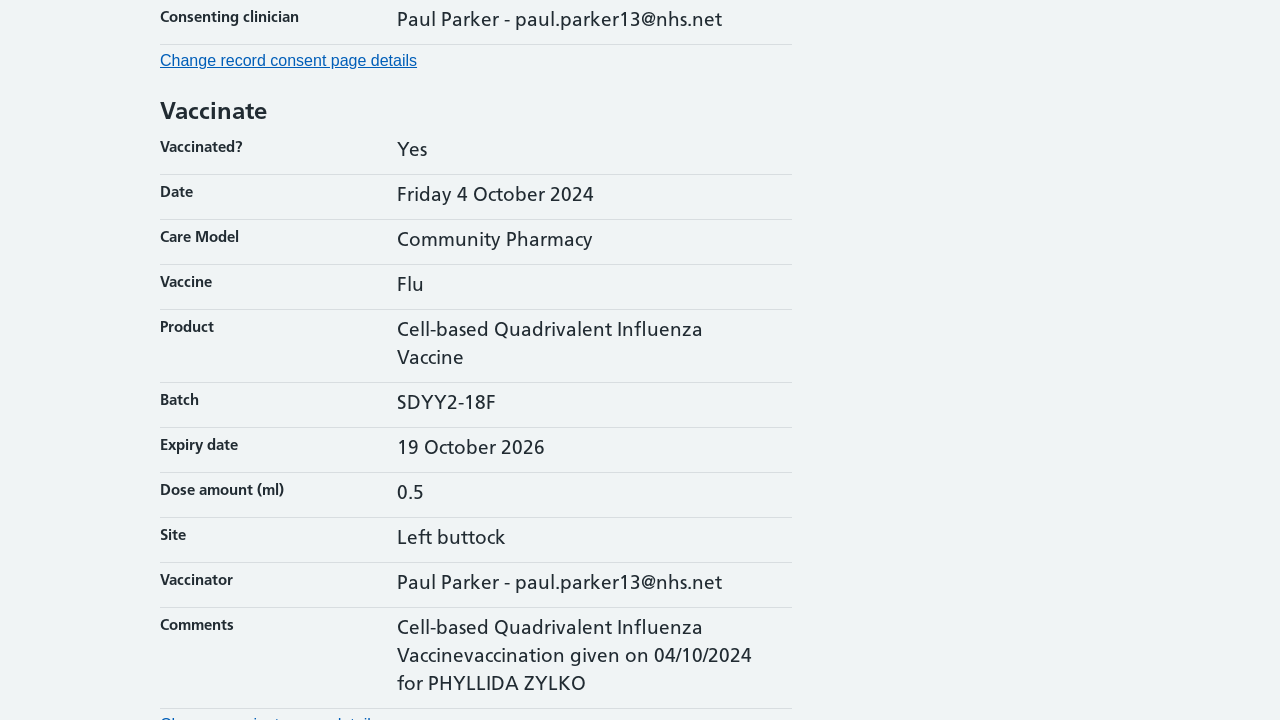 Consenting clinician
Paul Parker - paul.parker13@nhs.net
Change record consent page details
Vaccinate
Vaccinated?
Yes
Date
Friday 4 October 2024
Care Model
Community Pharmacy
Vaccine
Flu
Product
Cell-based Quadrivalent Influenza
Vaccine
Batch
SDYY2-18F
Expiry date
19 October 2026
Dose amount (ml)
0.5
Site
Left buttock
Vaccinator
Paul Parker - paul.parker13@nhs.net
Comments
Cell-based Quadrivalent Influenza
Vaccinevaccination given on 04/10/2024
for PHYLLIDA ZYLKO